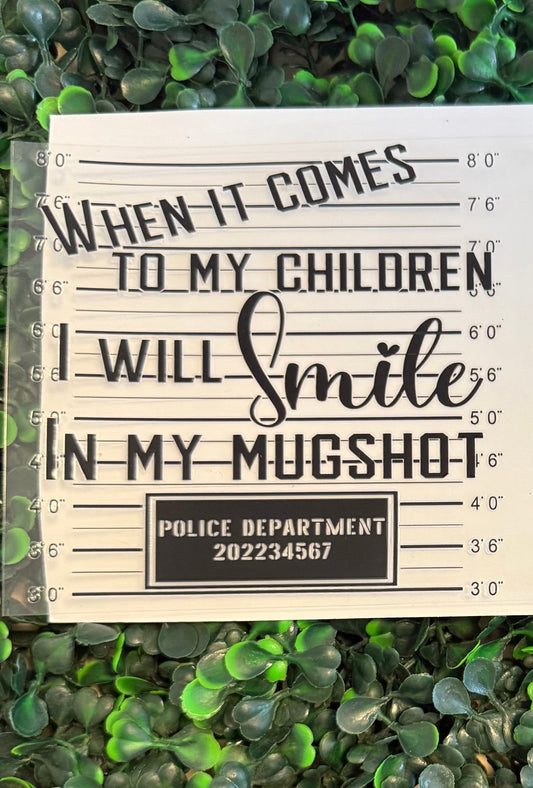 WHEN IT COMES
TO MY CHILDREN
I WILL Smile
IN MY MUGSHOT
POLICE DEPARTMENT
202234567
8' 0" 8' 0"
7' 6" 7' 6"
7' 0" 7' 0"
6' 6" 6' 6"
6' 0" 6' 0"
5' 6" 5' 6"
5' 0" 5' 0"
4' 6"
4' 0" 4' 0"
3' 6" 3' 6"
3' 0" 3' 0"